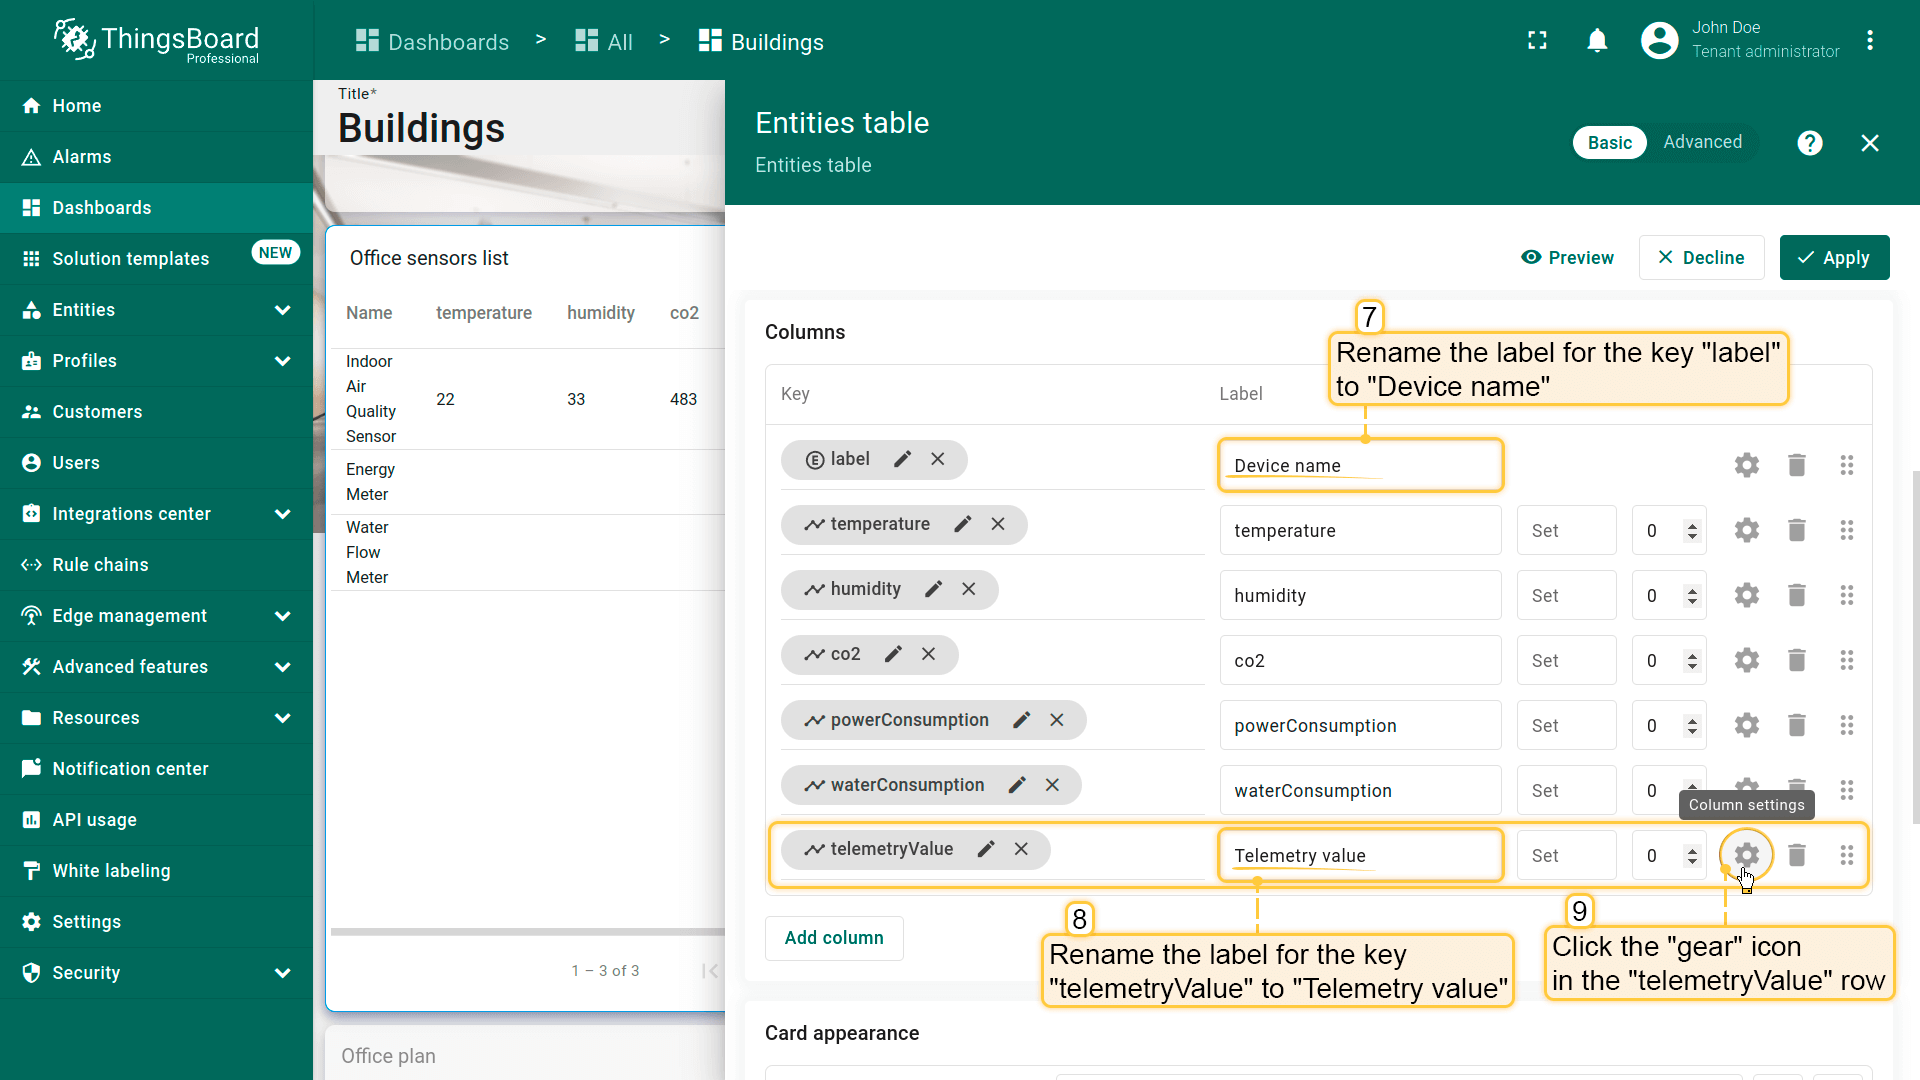 ThingsBoard
Professional
Dashboards > All > Buildings
John Doe
Tenant administrator
Home
Alarms
Dashboards
Solution templates NEW
Entities
Profiles
Customers
Users
Integrations center
Rule chains
Edge management
Advanced features
Resources
Notification center
API usage
White labeling
Settings
Security
Title*
Buildings
Office sensors list
Name temperature humidity co2
Indoor
Air
Quality
Sensor
22 33 483
Energy
Meter
Water
Flow
Meter
1 – 3 of 3
Office plan
Entities table
Entities table
Basic Advanced
Preview Decline Apply
Columns
7
Rename the label for the key "label"
to "Device name"
Key Label
label Device name
temperature temperature Set 0
humidity humidity Set 0
co2 co2 Set 0
powerConsumption powerConsumption Set 0
waterConsumption waterConsumption Set 0
Column settings
telemetryValue Telemetry value Set 0
Add column
8
Rename the label for the key
"telemetryValue" to "Telemetry value"
9
Click the "gear" icon
in the "telemetryValue" row
Card appearance